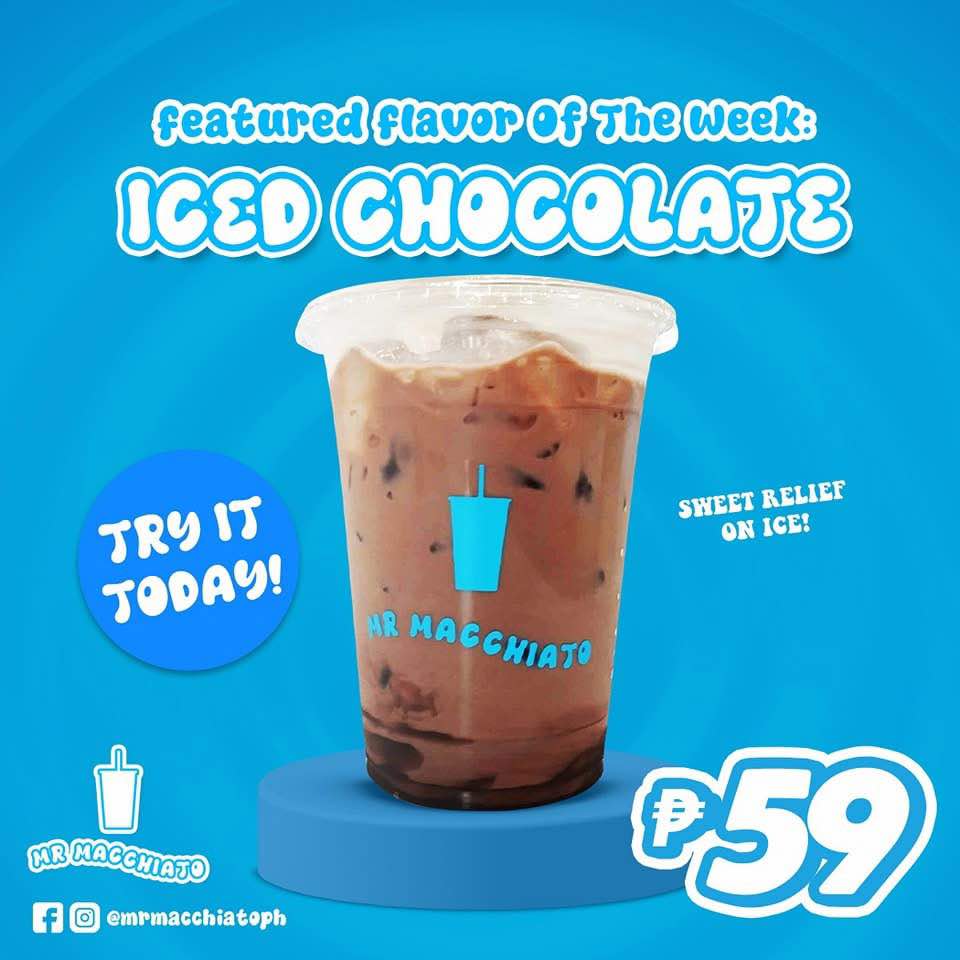 featured flavor Of The Week:
ICED CHOCOLATE
TRY IT
TODAY!
SWEET RELIEF
ON ICE!
MR MACCHIATO
MR MACCHIATO
@mrmacchiatoph
₱59